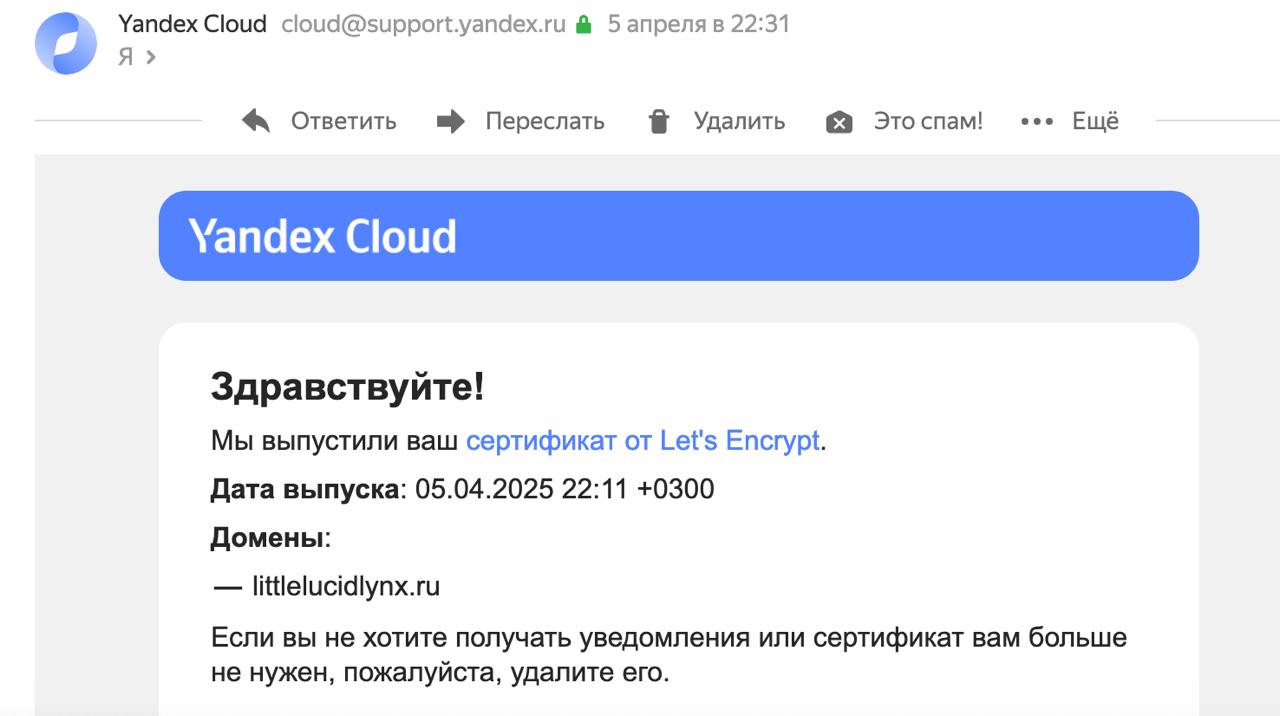 Yandex Cloud cloud@support.yandex.ru 5 апреля в 22:31
Я >
Ответить Переслать Удалить Это спам! ••• Ещё
Yandex Cloud
Здравствуйте!
Мы выпустили ваш сертификат от Let's Encrypt.
Дата выпуска: 05.04.2025 22:11 +0300
Домены:
— littlelucidlynx.ru
Если вы не хотите получать уведомления или сертификат вам больше
не нужен, пожалуйста, удалите его.